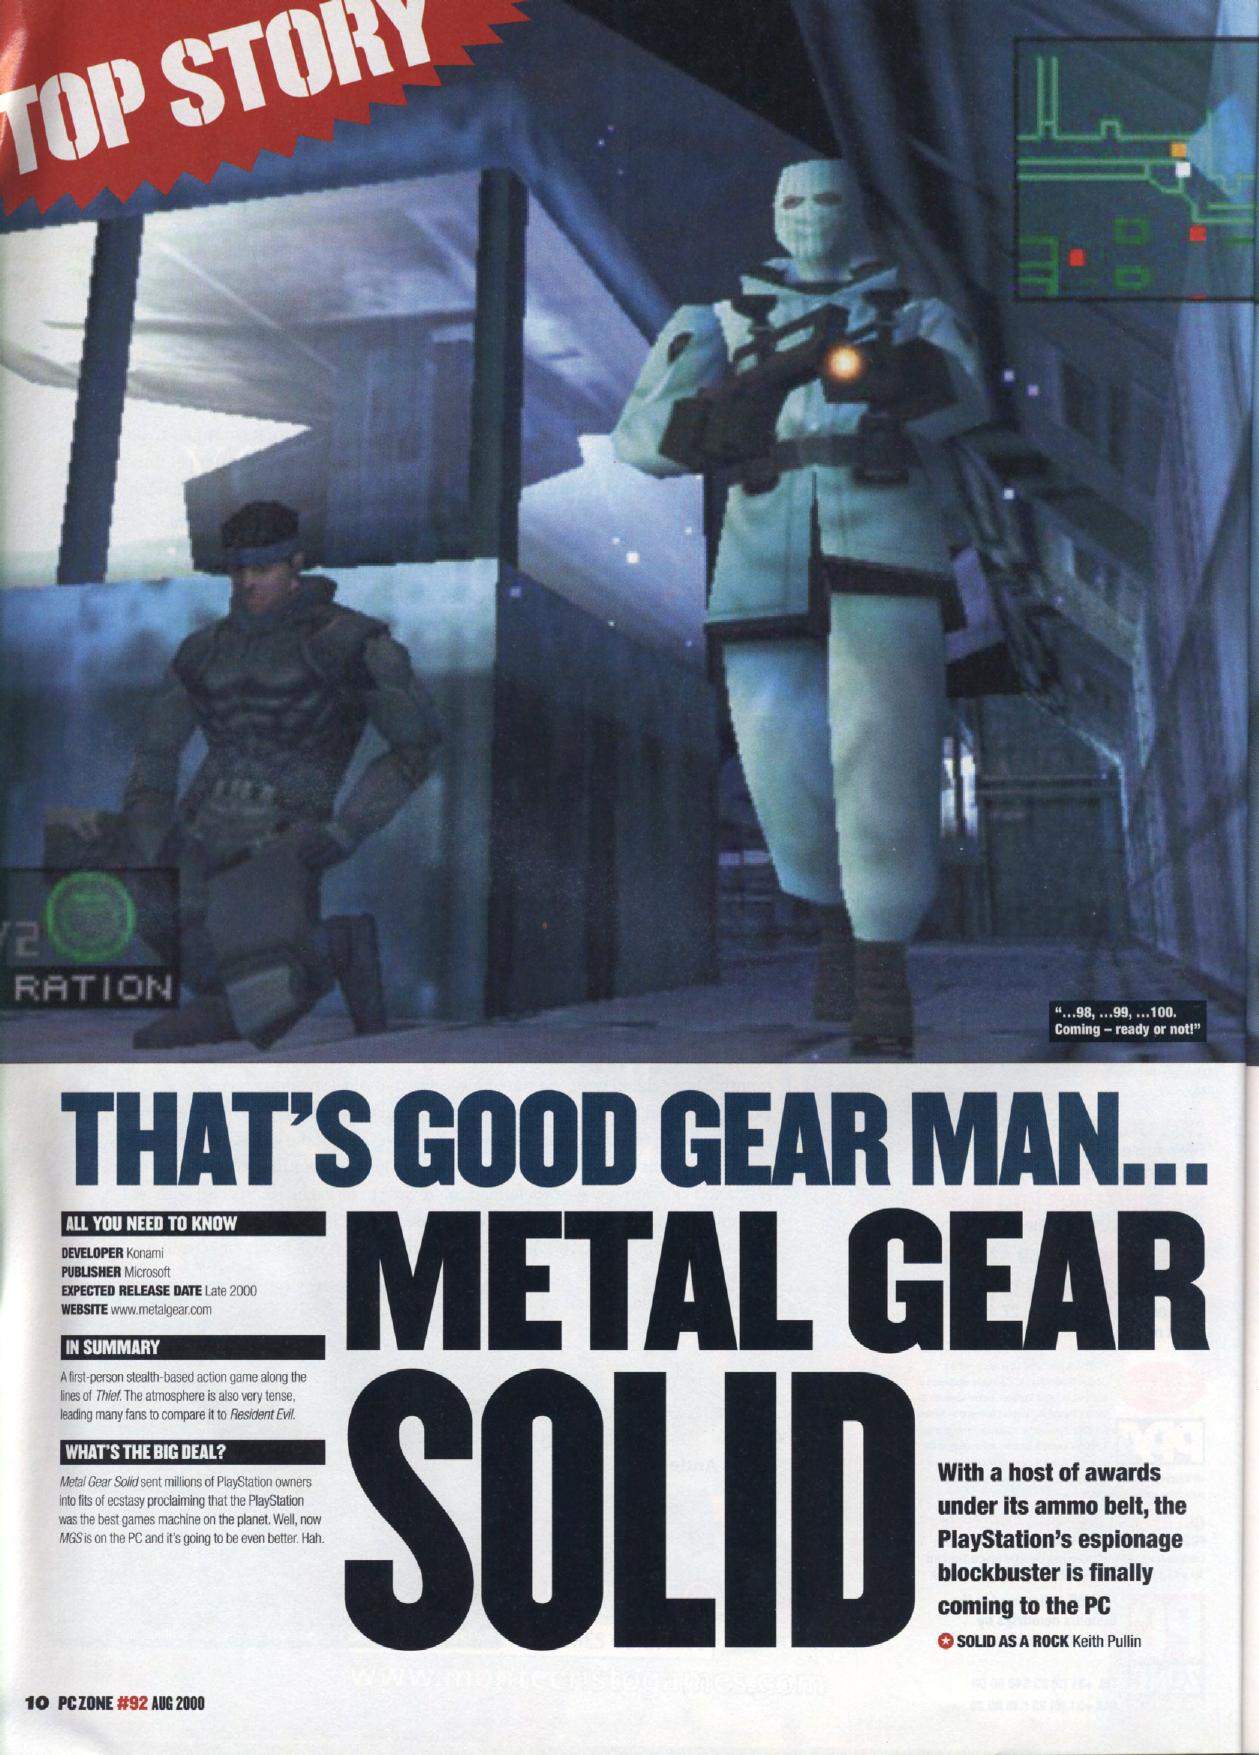 TOP STORY
RATION
"...98, ...99, ...100.
Coming – ready or not!"
THAT'S GOOD GEAR MAN...
METAL GEAR
SOLID
ALL YOU NEED TO KNOW
DEVELOPER Konami
PUBLISHER Microsoft
EXPECTED RELEASE DATE Late 2000
WEBSITE www.metalgear.com
IN SUMMARY
A first-person stealth-based action game along the
lines of Thief. The atmosphere is also very tense,
leading many fans to compare it to Resident Evil.
WHAT'S THE BIG DEAL?
Metal Gear Solid sent millions of PlayStation owners
into fits of ecstasy proclaiming that the PlayStation
was the best games machine on the planet. Well, now
MGS is on the PC and it's going to be even better. Hah.
With a host of awards
under its ammo belt, the
PlayStation's espionage
blockbuster is finally
coming to the PC
SOLID AS A ROCK Keith Pullin
10 PCZONE #92 AUG 2000